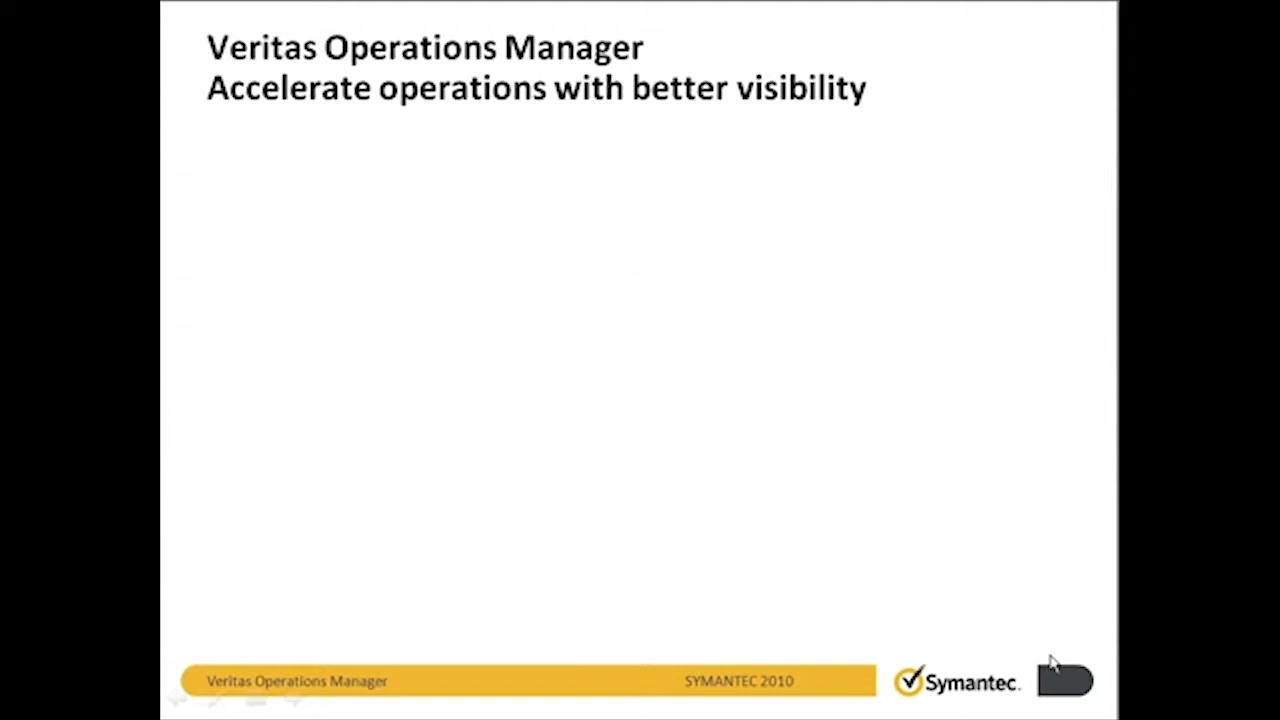 Veritas Operations Manager
Accelerate operations with better visibility
Veritas Operations Manager
SYMANTEC 2010
Symantec.